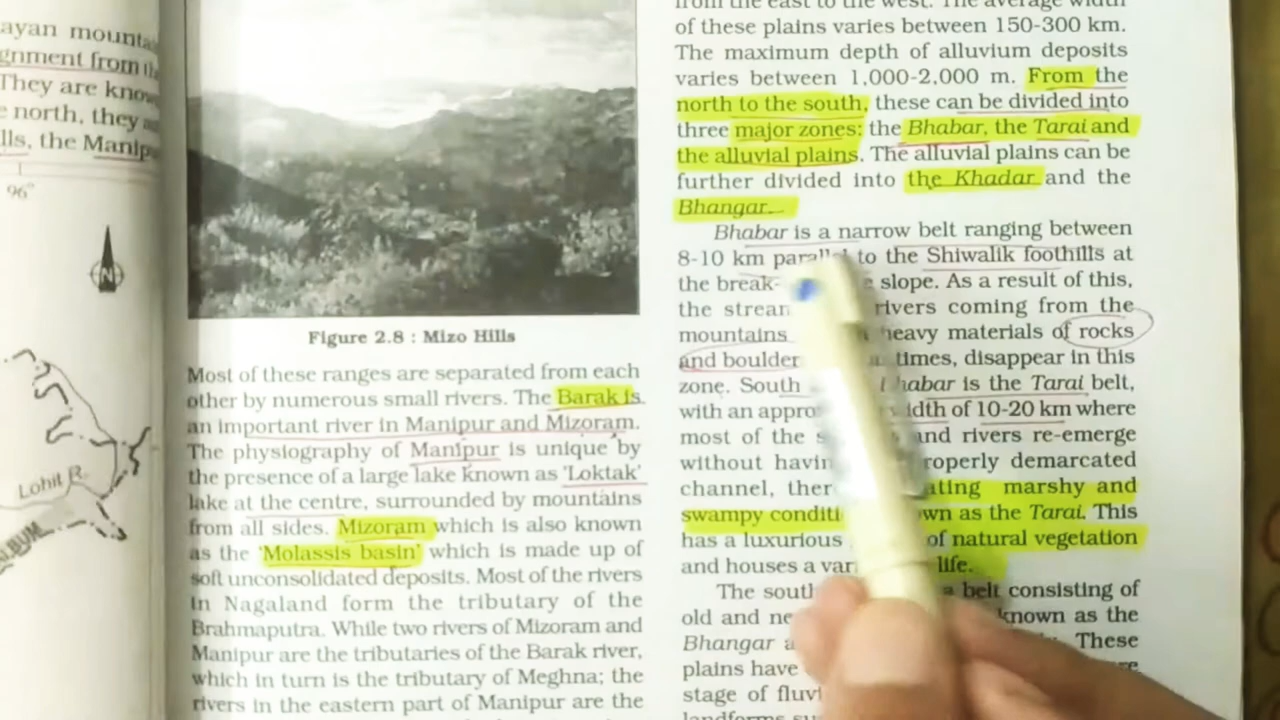 ayan mounta
gnment from th
They are know
e north, they a
lls, the Manip
96°
N
Lohit R.
Figure 2.8 : Mizo Hills
Most of these ranges are separated from each
other by numerous small rivers. The Barak is
an important river in Manipur and Mizoram.
The physiography of Manipur is unique by
the presence of a large lake known as 'Loktak'
lake at the centre, surrounded by mountains
from all sides. Mizoram which is also known
as the 'Molassis basin' which is made up of
soft unconsolidated deposits. Most of the rivers
in Nagaland form the tributary of the
Brahmaputra. While two rivers of Mizoram and
Manipur are the tributaries of the Barak river,
which in turn is the tributary of Meghna; the
rivers in the eastern part of Manipur are the
from the east to the west. The average width
of these plains varies between 150-300 km.
The maximum depth of alluvium deposits
varies between 1,000-2,000 m. From the
north to the south, these can be divided into
three major zones: the Bhabar, the Tarai and
the alluvial plains. The alluvial plains can be
further divided into the Khadar and the
Bhangar.
Bhabar is a narrow belt ranging between
8-10 km parallel to the Shiwalik foothills at
the break- slope. As a result of this,
the strea rivers coming from the
mountains heavy materials of rocks
and boulder times, disappear in this
zone. South habar is the Tarai belt,
with an appro idth of 10-20 km where
most of the s and rivers re-emerge
without havin roperly demarcated
channel, ther ating marshy and
swampy conditi wn as the Tarai. This
has a luxurious of natural vegetation
and houses a var life.
The south a belt consisting of
old and ne known as the
Bhangar a These
plains have
stage of fluvi